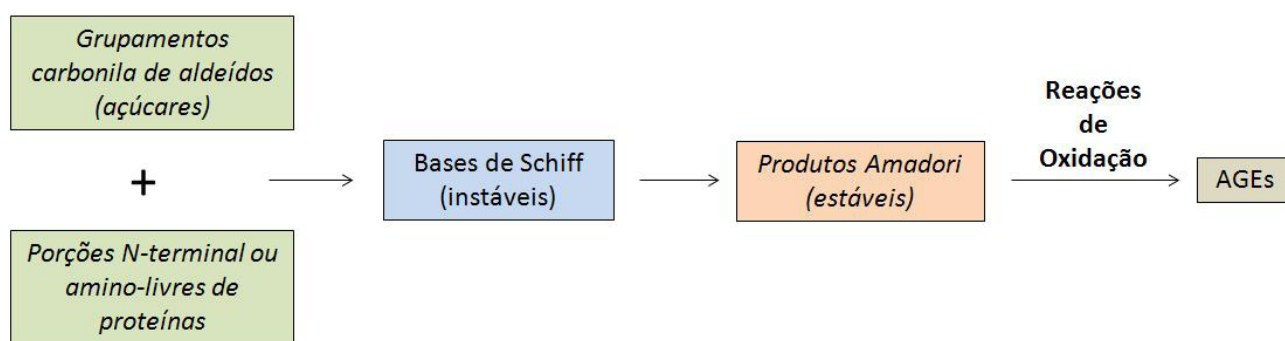 Grupamentos
carbonila de aldeídos
(açúcares)
+
Porções N-terminal ou
amino-livres de
proteínas
Bases de Schiff
(instáveis)
Produtos Amadori
(estáveis)
Reações
de
Oxidação
AGEs